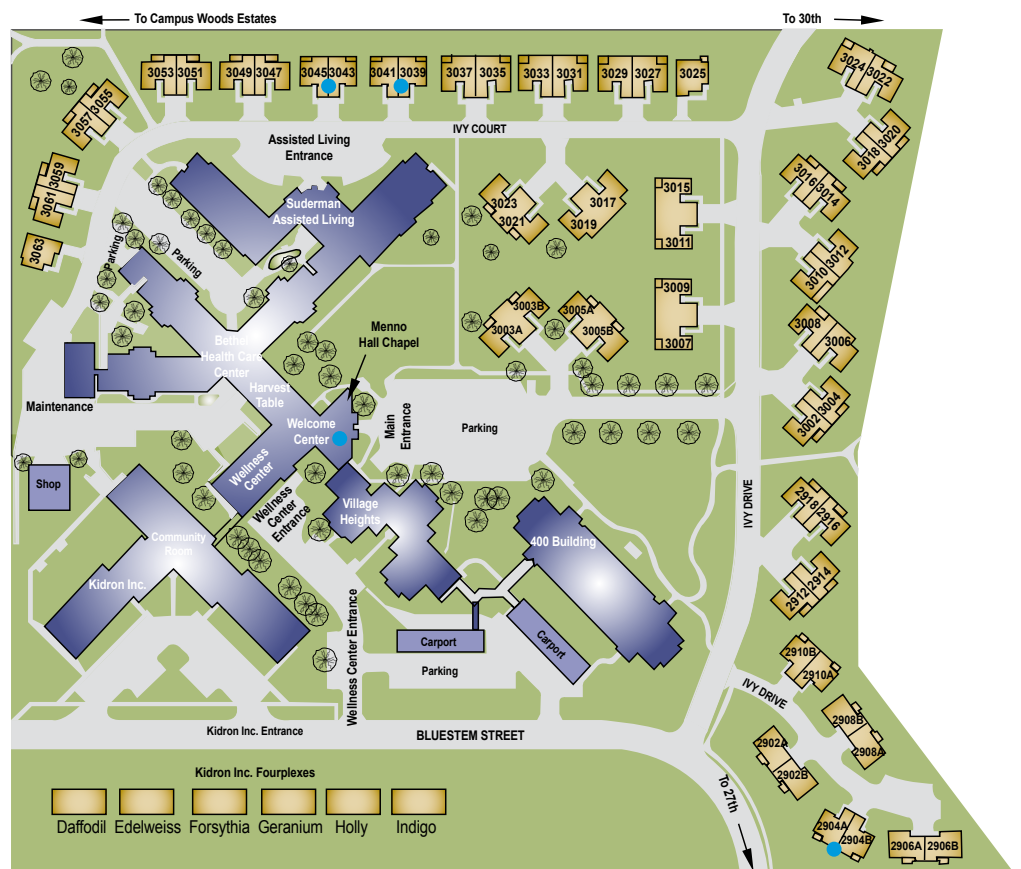 To Campus Woods Estates
To 30th
3053 3051
3049 3047
3045 3043
3041 3039
3037 3035
3033 3031
3029 3027
3025
3024 3022
3057 3055
IVY COURT
3018 3020
Assisted Living
Entrance
3061 3059
3016 3014
Suderman
Assisted Living
3023
3021
3017
3019
3015
3011
3063
Parking
Parking
3010 3012
3009
3007
3003B
3003A
3005A
3005B
3008
3006
Menno
Hall Chapel
Bethel
Health Care
Center
Harvest
Table
Maintenance
3002 3004
Welcome
Center
Main
Entrance
Parking
Wellness
Center
Shop
Wellness
Center
Entrance
Village
Heights
IVY DRIVE
2918 2916
Community
Room
400 Building
Kidron Inc.
2912 2914
Wellness Center Entrance
Carport
Carport
Parking
2910B
2910A
IVY DRIVE
2908B
2908A
Kidron Inc. Entrance
BLUESTEM STREET
2902A
2902B
To 27th
Kidron Inc. Fourplexes
Daffodil Edelweiss Forsythia Geranium Holly Indigo
2904A
2904B
2906A 2906B